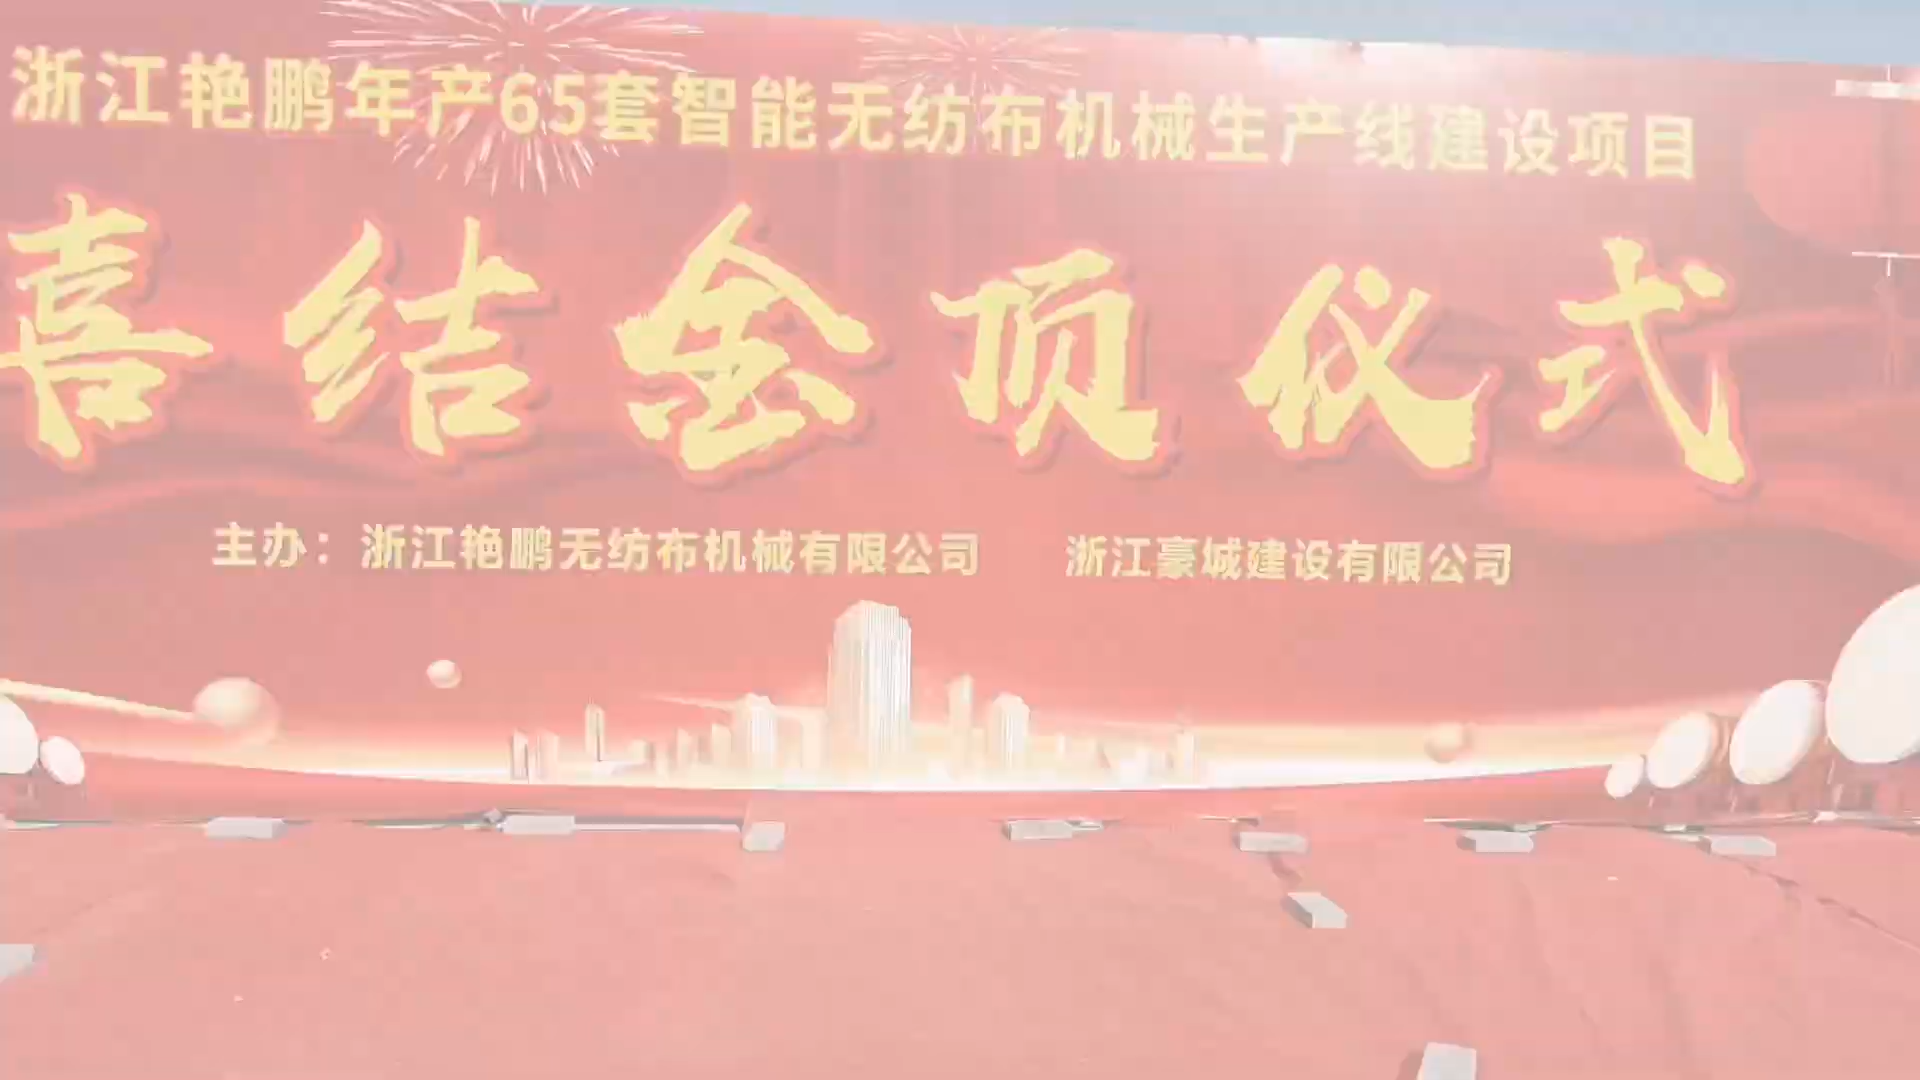 浙江艳鹏年产65套智能无纺布机械生产线建设项目
喜结金顶仪式
主办：浙江艳鹏无纺布机械有限公司 浙江豪城建设有限公司